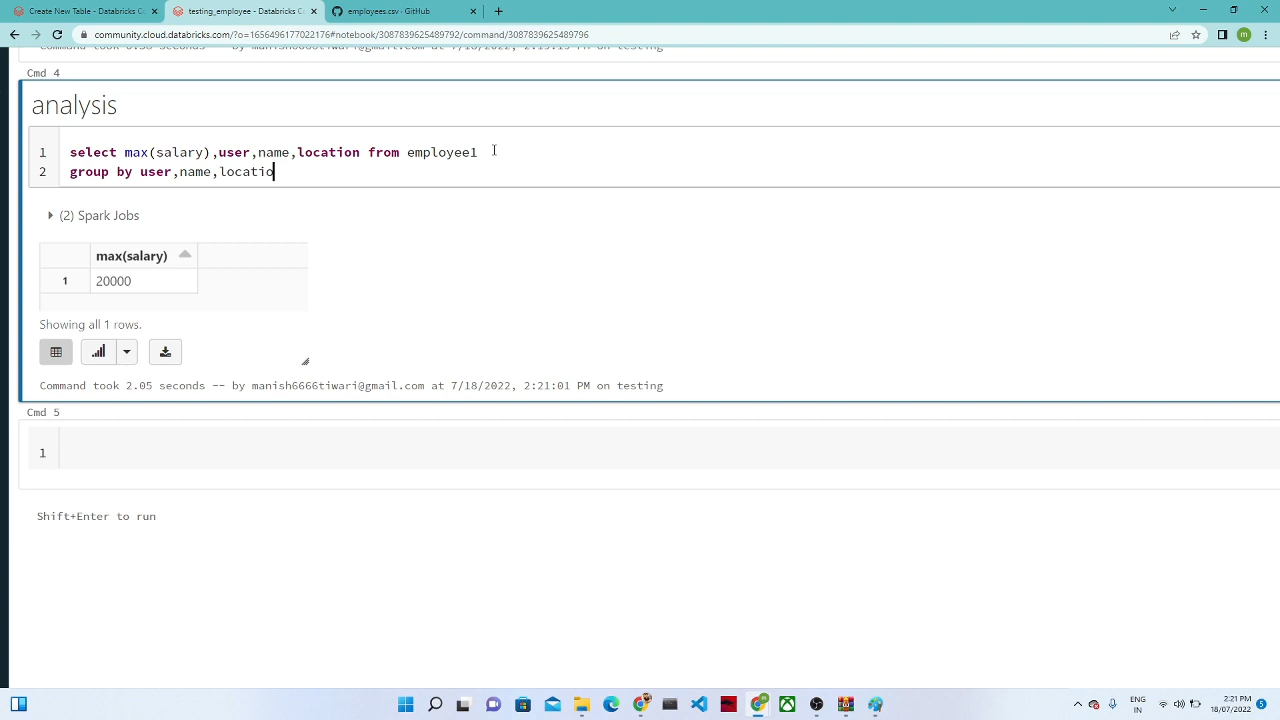 Create New Table - Databricks Co
testing_employee - Databricks C
employees.csv · GitHub
community.cloud.databricks.com/?o=1656496177022176#notebook/3087839625489792/command/3087839625489796
m
Cmd 4
analysis
1 select max(salary),user,name,location from employee1
2 group by user,name,locatio
(2) Spark Jobs
max(salary)
1 20000
Showing all 1 rows.
Command took 2.05 seconds -- by manish6666tiwari@gmail.com at 7/18/2022, 2:21:01 PM on testing
Cmd 5
1
Shift+Enter to run
ENG
IN
2:21 PM
18/07/2022